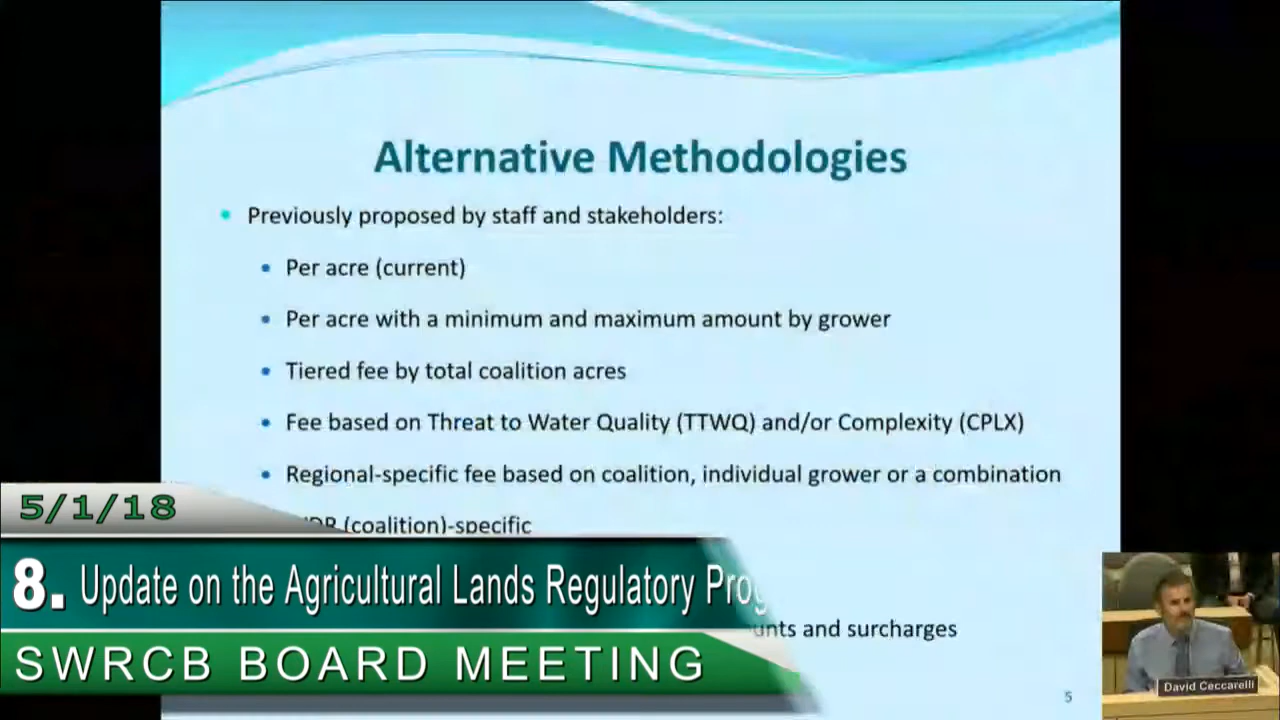 Alternative Methodologies
Previously proposed by staff and stakeholders:
Per acre (current)
Per acre with a minimum and maximum amount by grower
Tiered fee by total coalition acres
Fee based on Threat to Water Quality (TTWQ) and/or Complexity (CPLX)
Regional-specific fee based on coalition, individual grower or a combination
(coalition)-specific
and surcharges
5
5/1/18
8. Update on the Agricultural Lands Regulatory
SWRCB BOARD MEETING
David Ceccarelli